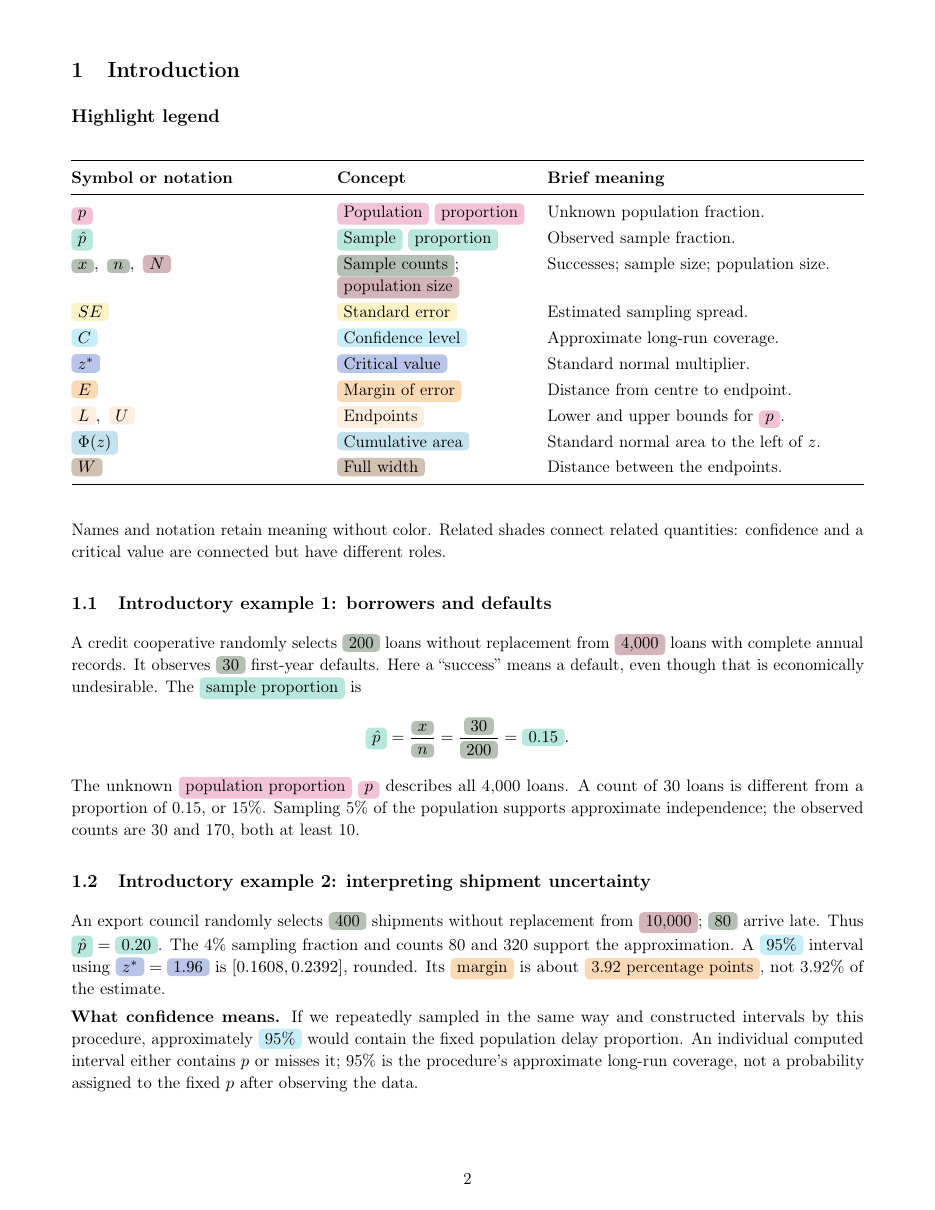 1 Introduction
Highlight legend
Symbol or notation Concept Brief meaning
p Population proportion Unknown population fraction.
p̂ Sample proportion Observed sample fraction.
x, n, N Sample counts; Successes; sample size; population size.
population size
SE Standard error Estimated sampling spread.
C Confidence level Approximate long-run coverage.
z* Critical value Standard normal multiplier.
E Margin of error Distance from centre to endpoint.
L, U Endpoints Lower and upper bounds for p.
Φ(z) Cumulative area Standard normal area to the left of z.
W Full width Distance between the endpoints.
Names and notation retain meaning without color. Related shades connect related quantities: confidence and a
critical value are connected but have different roles.
1.1 Introductory example 1: borrowers and defaults
A credit cooperative randomly selects 200 loans without replacement from 4,000 loans with complete annual
records. It observes 30 first-year defaults. Here a “success” means a default, even though that is economically
undesirable. The sample proportion is
p̂ = x/n = 30/200 = 0.15.
The unknown population proportion p describes all 4,000 loans. A count of 30 loans is different from a
proportion of 0.15, or 15%. Sampling 5% of the population supports approximate independence; the observed
counts are 30 and 170, both at least 10.
1.2 Introductory example 2: interpreting shipment uncertainty
An export council randomly selects 400 shipments without replacement from 10,000; 80 arrive late. Thus
p̂ = 0.20. The 4% sampling fraction and counts 80 and 320 support the approximation. A 95% interval
using z* = 1.96 is [0.1608, 0.2392], rounded. Its margin is about 3.92 percentage points, not 3.92% of
the estimate.
What confidence means. If we repeatedly sampled in the same way and constructed intervals by this
procedure, approximately 95% would contain the fixed population delay proportion. An individual computed
interval either contains p or misses it; 95% is the procedure’s approximate long-run coverage, not a probability
assigned to the fixed p after observing the data.
2